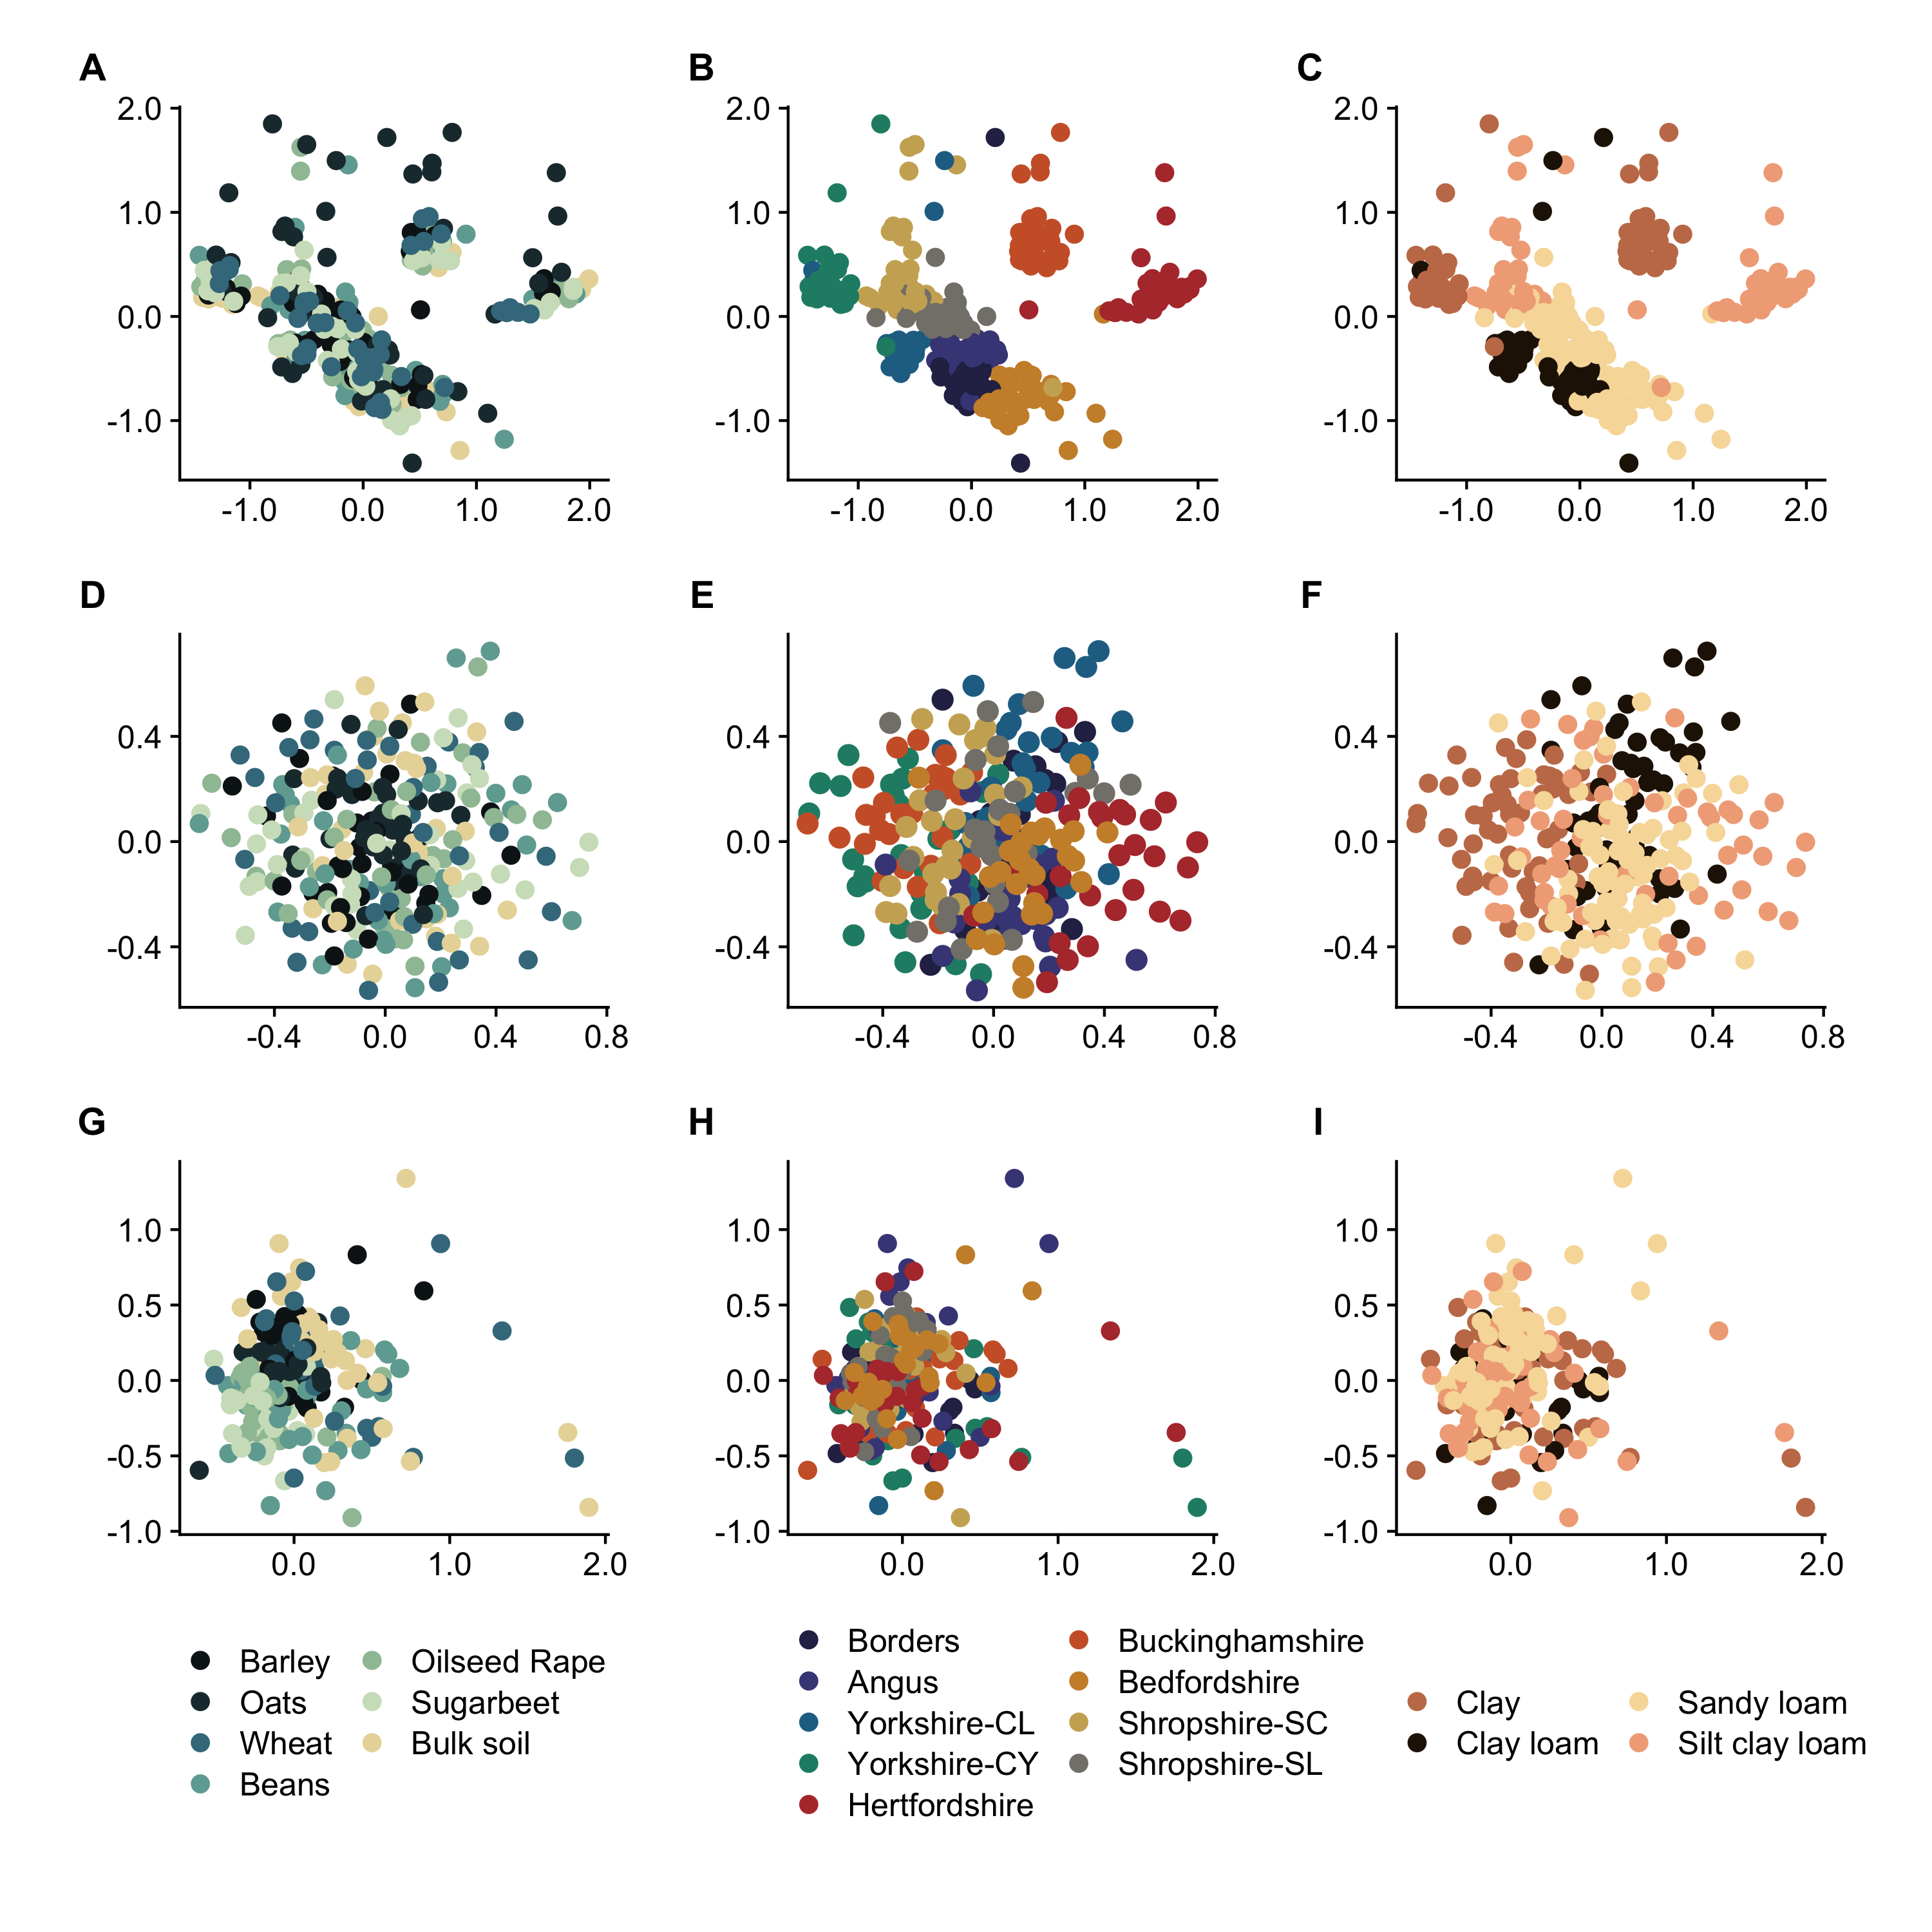 A B C
2.0 2.0 2.0
1.0 1.0 1.0
0.0 0.0 0.0
-1.0 -1.0 -1.0
-1.0 0.0 1.0 2.0 -1.0 0.0 1.0 2.0 -1.0 0.0 1.0 2.0
D E F
0.4 0.4 0.4
0.0 0.0 0.0
-0.4 -0.4 -0.4
-0.4 0.0 0.4 0.8 -0.4 0.0 0.4 0.8 -0.4 0.0 0.4 0.8
G H I
1.0 1.0 1.0
0.5 0.5 0.5
0.0 0.0 0.0
-0.5 -0.5 -0.5
-1.0 -1.0 -1.0
0.0 1.0 2.0 0.0 1.0 2.0 0.0 1.0 2.0
Barley Oilseed Rape
Oats Sugarbeet
Wheat Bulk soil
Beans
Borders Buckinghamshire
Angus Bedfordshire
Yorkshire-CL Shropshire-SC
Yorkshire-CY Shropshire-SL
Hertfordshire
Clay Sandy loam
Clay loam Silt clay loam